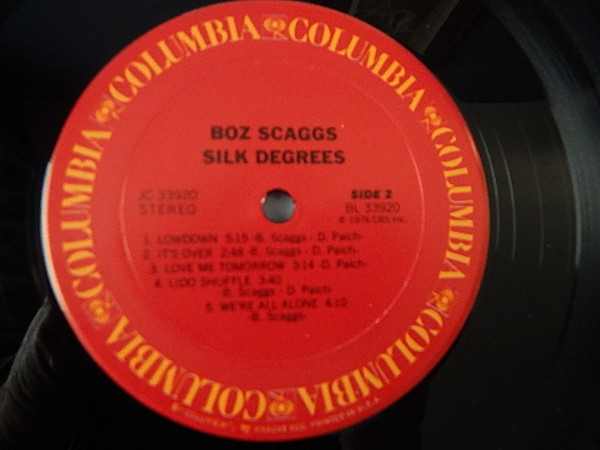 COLUMBIA COLUMBIA COLUMBIA COLUMBIA COLUMBIA COLUMBIA COLUMBIA COLUMBIA
BOZ SCAGGS
SILK DEGREES
JC 33920 SIDE 2
STEREO BL 33920
℗ 1976 CBS Inc.
1. LOWDOWN 5:15 -B. Scaggs - D. Paich-
2. IT'S OVER 2:48 -B. Scaggs - D. Paich-
3. LOVE ME TOMORROW 3:14 -D. Paich-
4. LIDO SHUFFLE 3:40
-B. Scaggs - D. Paich-
5. WE'RE ALL ALONE 4:10
-B. Scaggs-